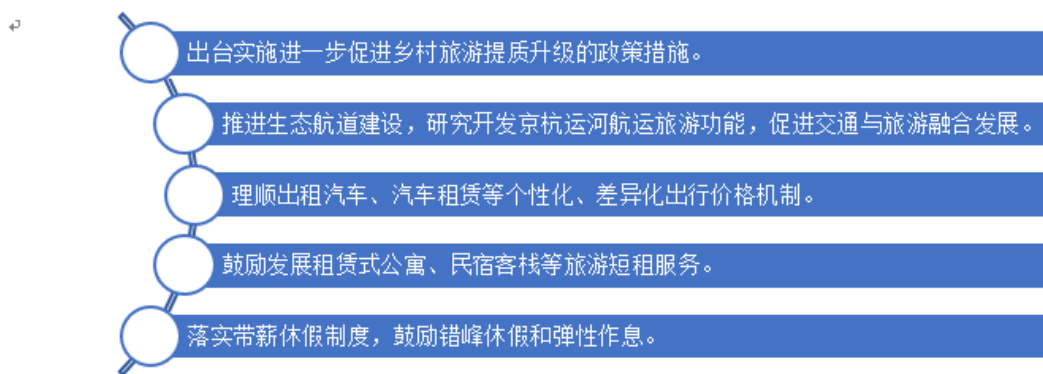 出台实施进一步促进乡村旅游提质升级的政策措施。
推进生态航道建设，研究开发京杭运河航运旅游功能，促进交通与旅游融合发展。
理顺出租汽车、汽车租赁等个性化、差异化出行价格机制。
鼓励发展租赁式公寓、民宿客栈等旅游短租服务。
落实带薪休假制度，鼓励错峰休假和弹性作息。